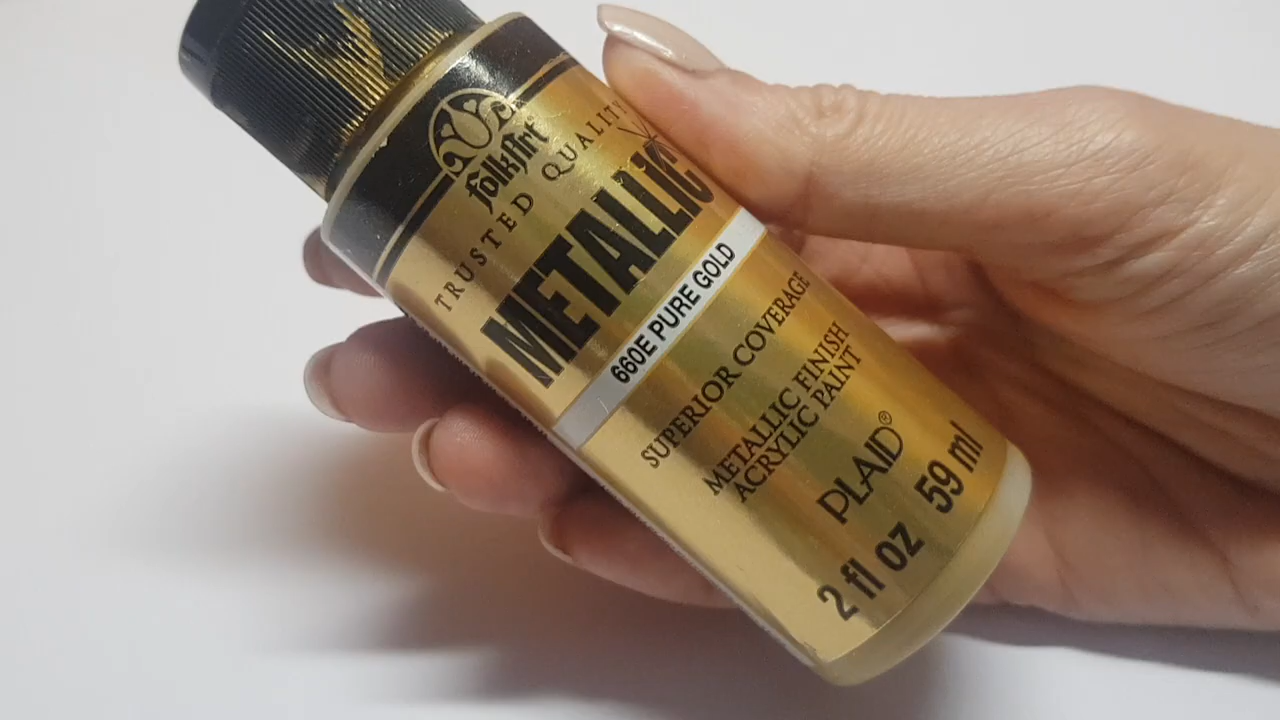 folkArt
TRUSTED QUALITY
METALLIC
660E PURE GOLD
SUPERIOR COVERAGE
METALLIC FINISH
ACRYLIC PAINT
PLAID®
2 fl oz 59 ml